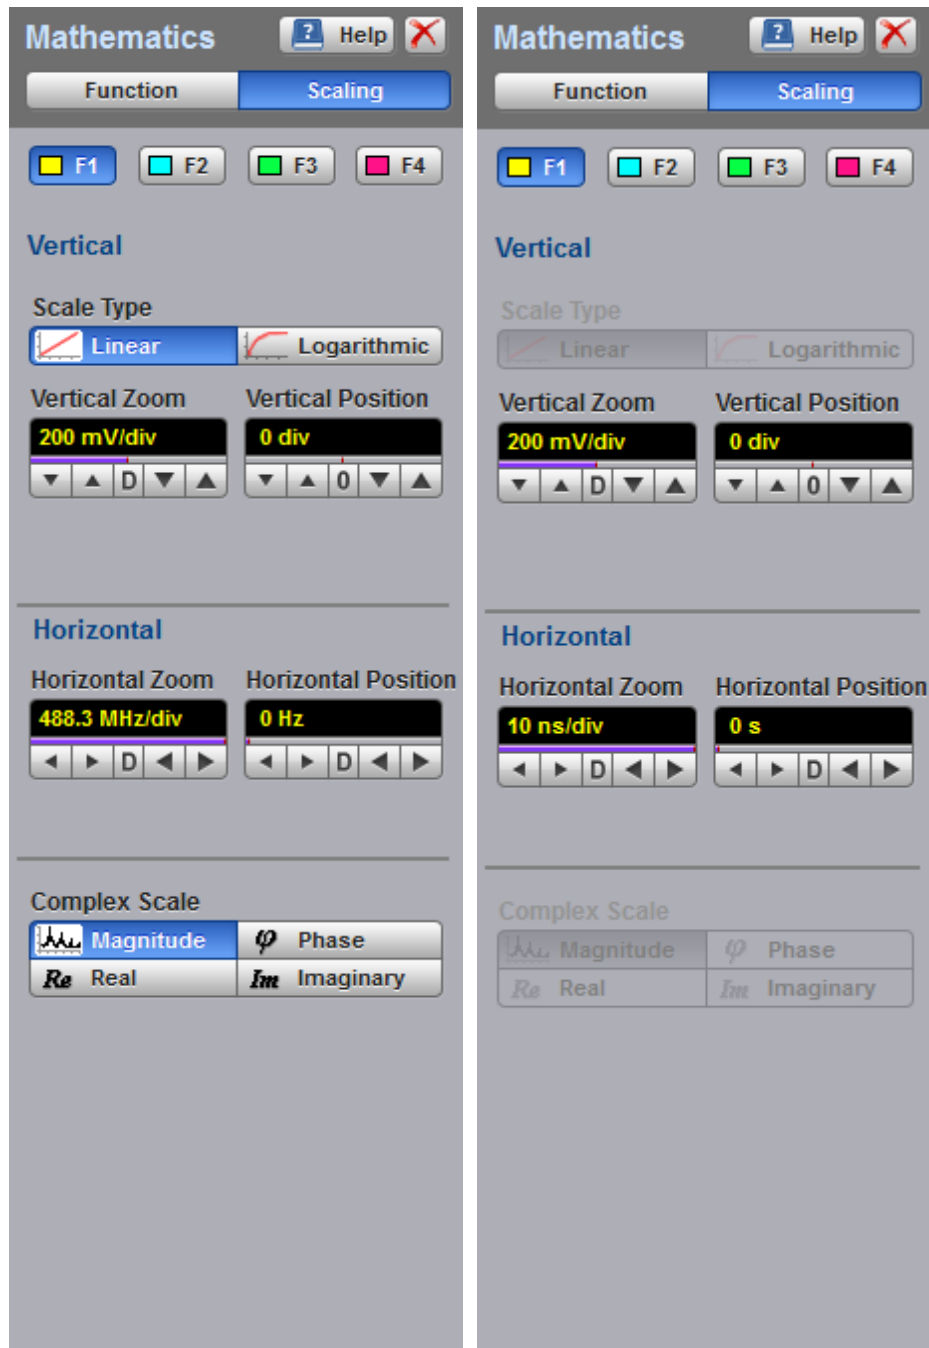 Mathematics
? Help
Function Scaling
F1 F2 F3 F4
Vertical
Scale Type
Linear Logarithmic
Vertical Zoom Vertical Position
200 mV/div 0 div
D 0
Horizontal
Horizontal Zoom Horizontal Position
488.3 MHz/div 0 Hz
D D
Complex Scale
Magnitude φ Phase
Re Real Im Imaginary
Mathematics
? Help
Function Scaling
F1 F2 F3 F4
Vertical
Scale Type
Linear Logarithmic
Vertical Zoom Vertical Position
200 mV/div 0 div
D 0
Horizontal
Horizontal Zoom Horizontal Position
10 ns/div 0 s
D D
Complex Scale
Magnitude φ Phase
Re Real Im Imaginary